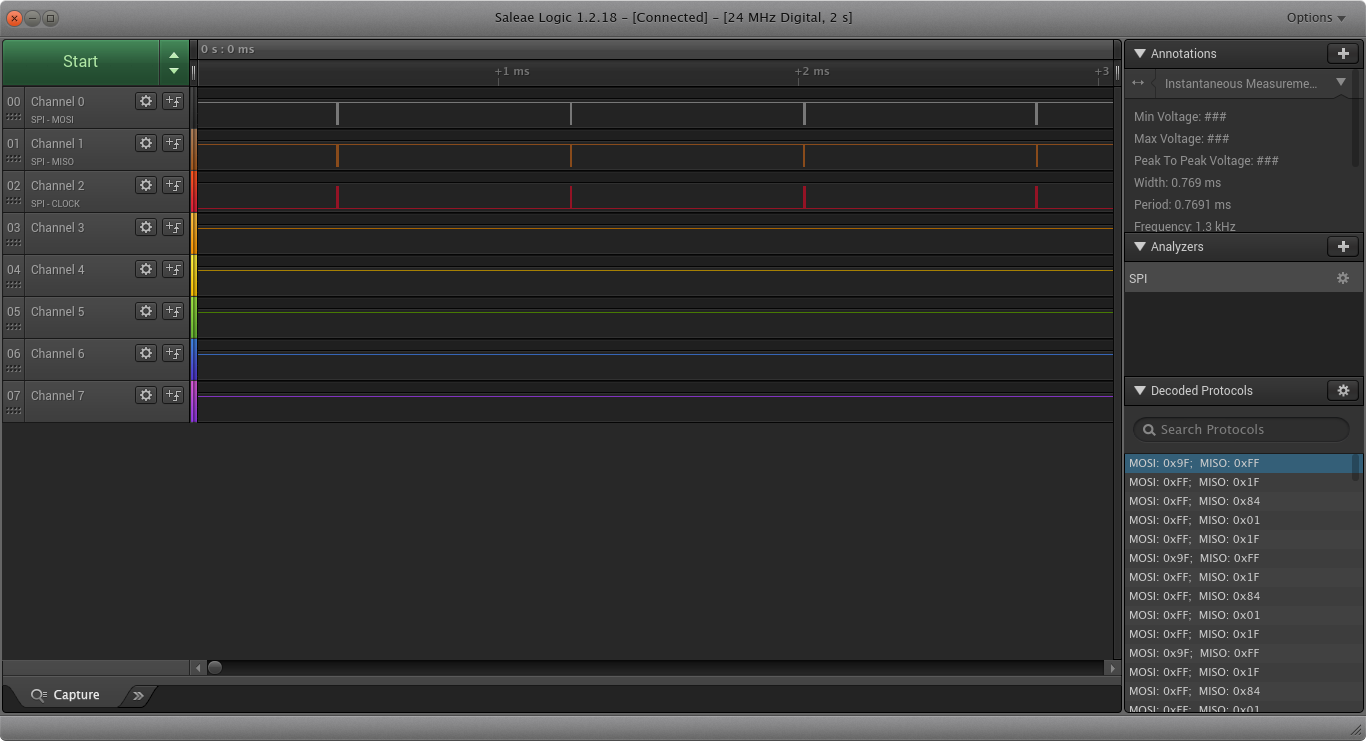 Saleae Logic 1.2.18 – [Connected] – [24 MHz Digital, 2 s]
Options
Start
0 s : 0 ms
+1 ms
+2 ms
+3
00 Channel 0
SPI - MOSI
01 Channel 1
SPI - MISO
02 Channel 2
SPI - CLOCK
03 Channel 3
04 Channel 4
05 Channel 5
06 Channel 6
07 Channel 7
Capture
Annotations
Instantaneous Measureme...
Min Voltage: ###
Max Voltage: ###
Peak To Peak Voltage: ###
Width: 0.769 ms
Period: 0.7691 ms
Frequency: 1.3 kHz
Analyzers
SPI
Decoded Protocols
Search Protocols
MOSI: 0x9F; MISO: 0xFF
MOSI: 0xFF; MISO: 0x1F
MOSI: 0xFF; MISO: 0x84
MOSI: 0xFF; MISO: 0x01
MOSI: 0xFF; MISO: 0x1F
MOSI: 0x9F; MISO: 0xFF
MOSI: 0xFF; MISO: 0x1F
MOSI: 0xFF; MISO: 0x84
MOSI: 0xFF; MISO: 0x01
MOSI: 0xFF; MISO: 0x1F
MOSI: 0x9F; MISO: 0xFF
MOSI: 0xFF; MISO: 0x1F
MOSI: 0xFF; MISO: 0x84
MOSI: 0xFF; MISO: 0x01